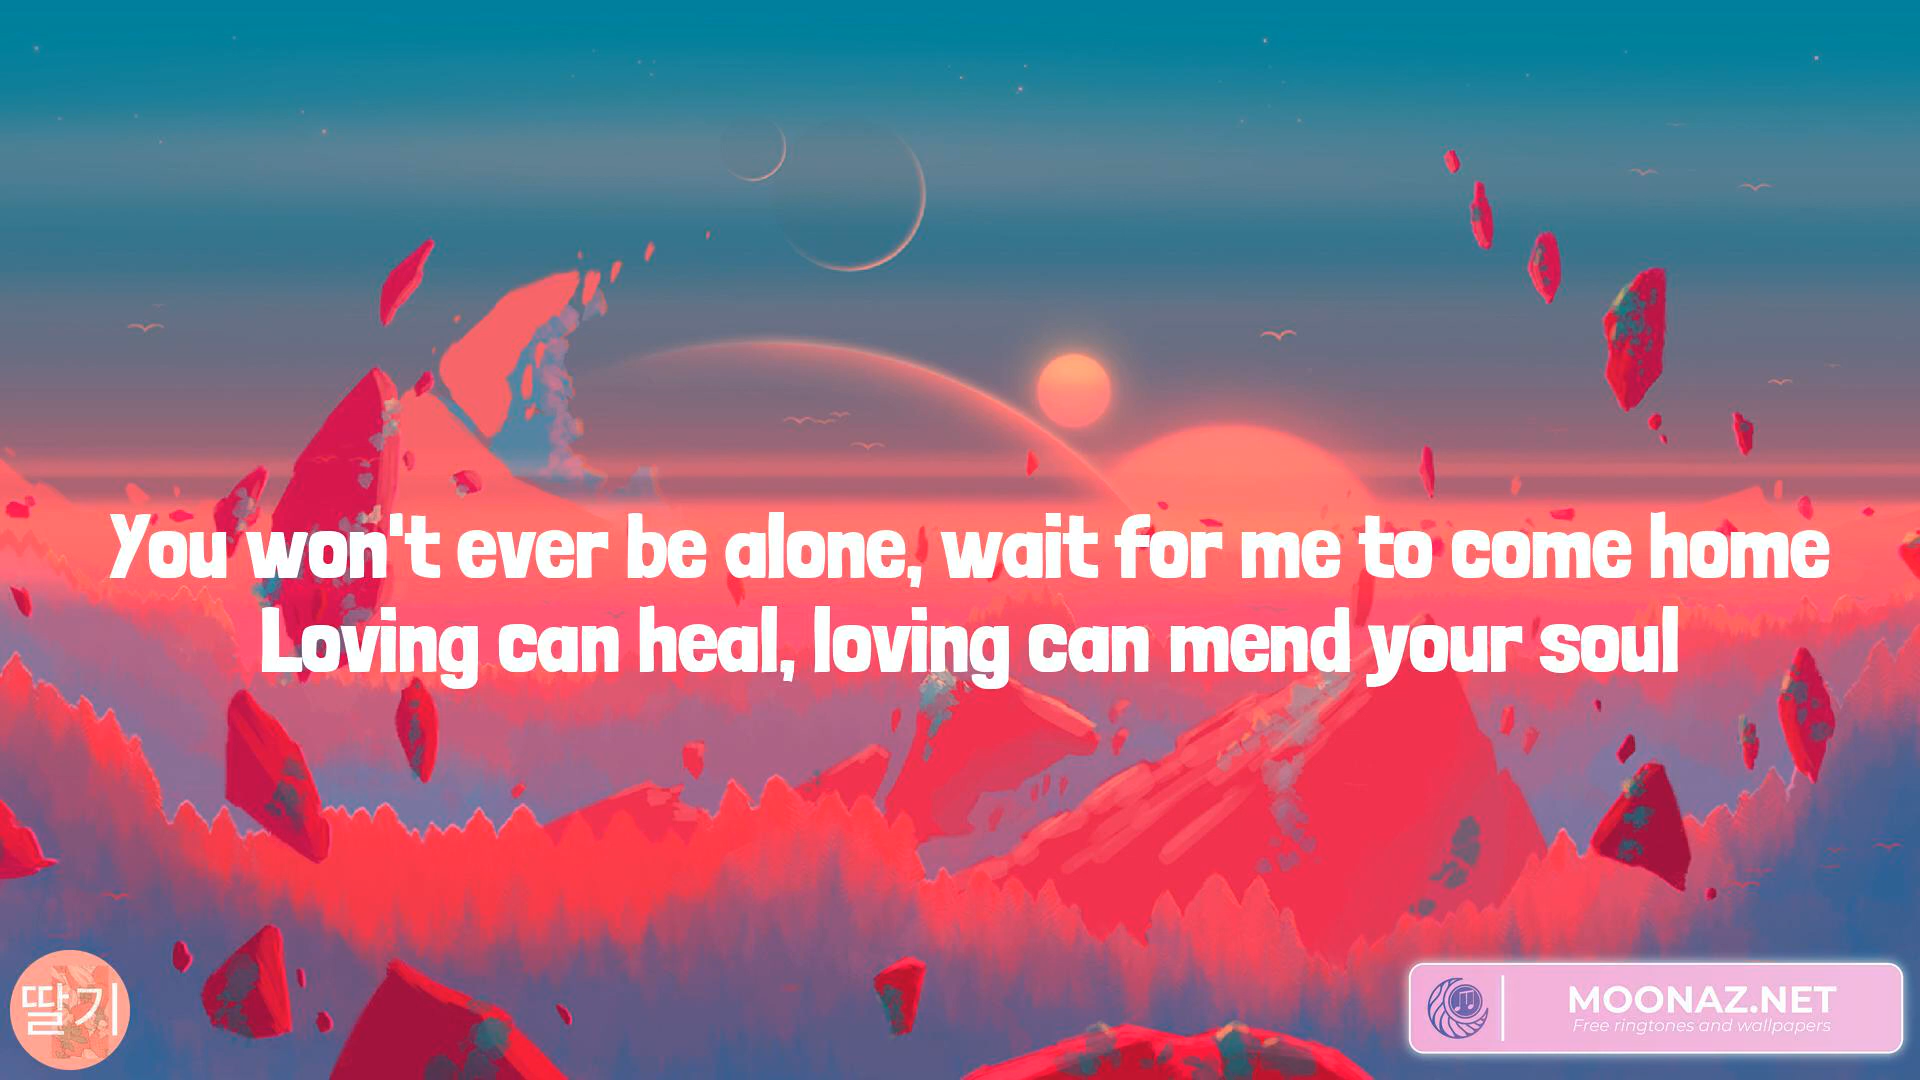 You won't ever be alone, wait for me to come home
Loving can heal, loving can mend your soul
딸기
MOONAZ.NET
Free ringtones and wallpapers